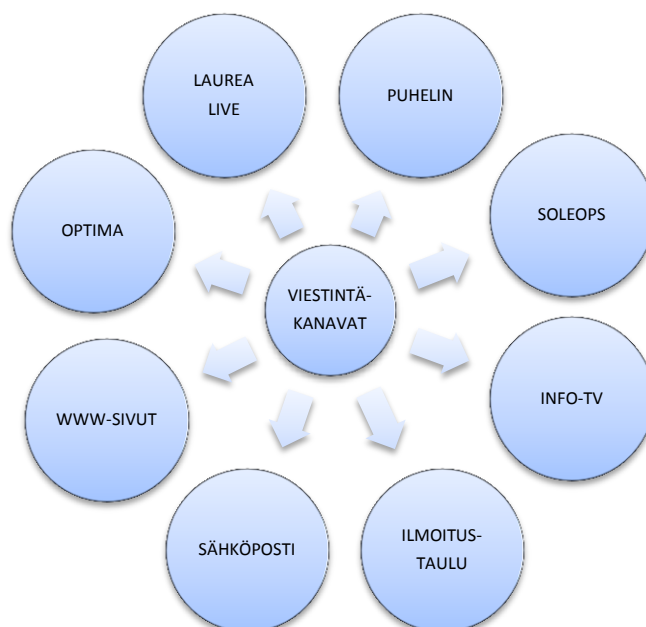 LAUREA
LIVE
PUHELIN
SOLEOPS
OPTIMA
VIESTINTÄ-
KANAVAT
INFO-TV
WWW-SIVUT
SÄHKÖPOSTI
ILMOITUS-
TAULU